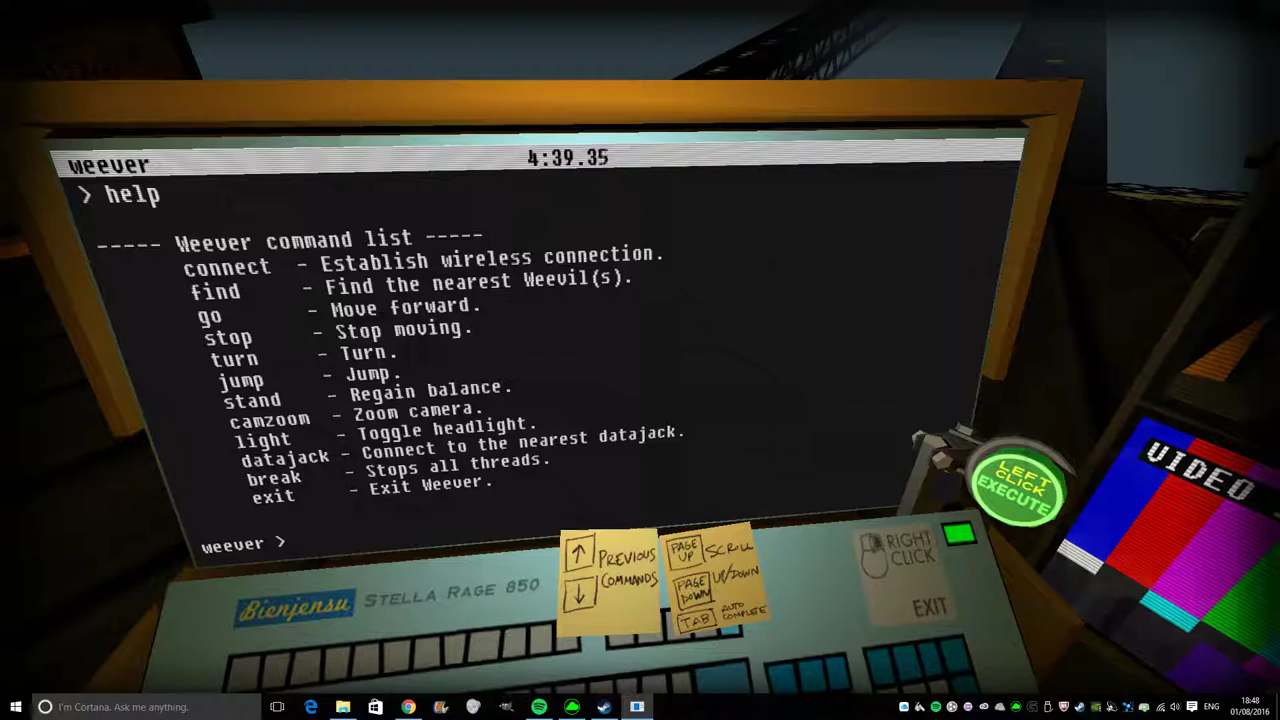 weever 4:39.35
> help
----- Weever command list -----
connect - Establish wireless connection.
find - Find the nearest Weevil(s).
go - Move forward.
stop - Stop moving.
turn - Turn.
jump - Jump.
stand - Regain balance.
camzoom - Zoom camera.
light - Toggle headlight.
datajack - Connect to the nearest datajack.
break - Stops all threads.
exit - Exit Weever.
weever >
LEFT
CLICK
EXECUTE
VIDEO
Bienjensu STELLA RAGE 850
↑ PREVIOUS
↓ COMMANDS
PAGE UP SCROLL
PAGE DOWN UP/DOWN
TAB AUTO COMPLETE
RIGHT
CLICK
EXIT
I'm Cortana. Ask me anything.
ENG
18:48
01/08/2016